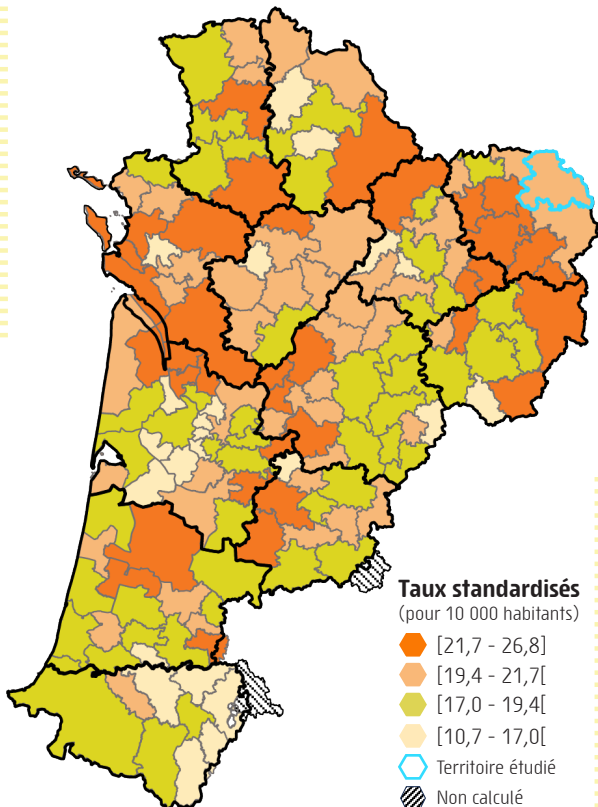 Taux standardisés
(pour 10 000 habitants)
[21,7 - 26,8]
[19,4 - 21,7[
[17,0 - 19,4[
[10,7 - 17,0[
Territoire étudié
Non calculé